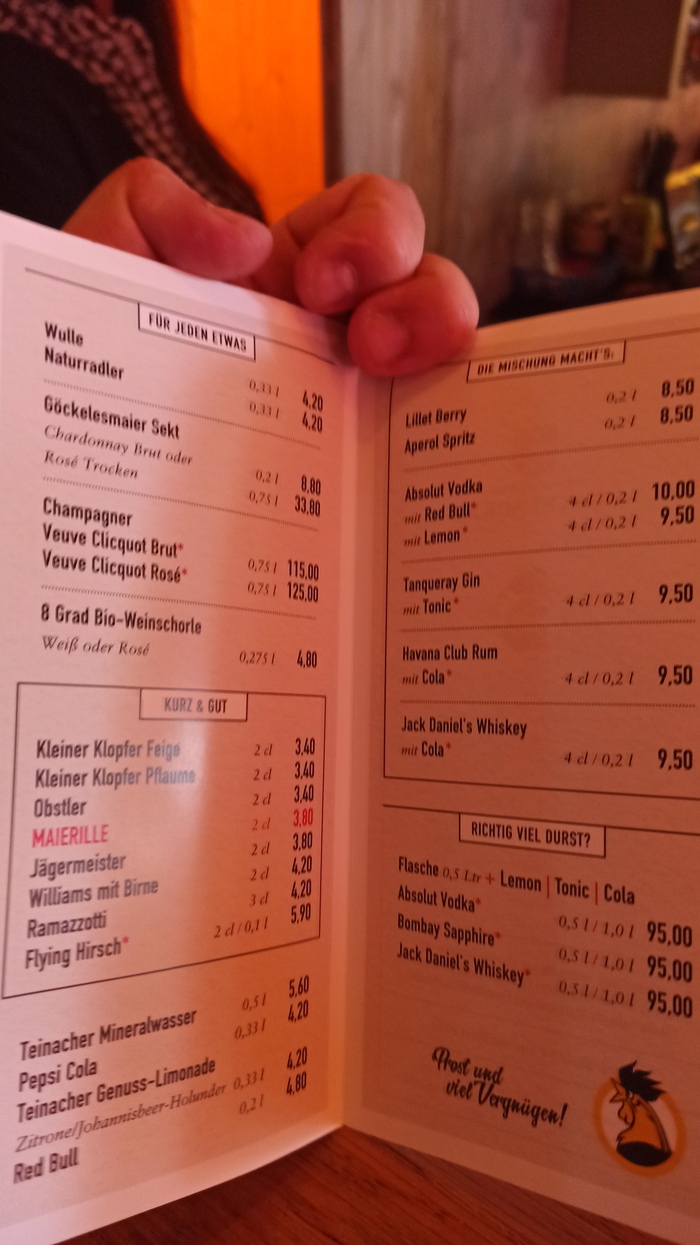 FÜR JEDEN ETWAS
Wulle 0,33 l 4,20
Naturradler 0,33 l 4,20
Göckelesmaier Sekt
Chardonnay Brut oder 0,2 l 8,80
Rosé Trocken 0,75 l 33,80
Champagner
Veuve Clicquot Brut* 0,75 l 115,00
Veuve Clicquot Rosé* 0,75 l 125,00
8 Grad Bio-Weinschorle
Weiß oder Rosé 0,275 l 4,80
KURZ & GUT
Kleiner Klopfer Feige 2 cl 3,40
Kleiner Klopfer Pflaume 2 cl 3,40
Obstler 2 cl 3,40
MAIERILLE 2 cl 3,80
Jägermeister 2 cl 3,80
Williams mit Birne 2 cl 4,20
Ramazzotti 3 cl 4,20
Flying Hirsch* 2 cl / 0,1 l 5,90
Teinacher Mineralwasser 0,5 l 5,60
Pepsi Cola 0,33 l 4,20
Teinacher Genuss-Limonade
Zitrone/Johannisbeer-Holunder 0,33 l 4,20
Red Bull 0,2 l 4,80
DIE MISCHUNG MACHT'S:
Lillet Berry 0,2 l 8,50
Aperol Spritz 0,2 l 8,50
Absolut Vodka
mit Red Bull* 4 cl / 0,2 l 10,00
mit Lemon* 4 cl / 0,2 l 9,50
Tanqueray Gin
mit Tonic* 4 cl / 0,2 l 9,50
Havana Club Rum
mit Cola* 4 cl / 0,2 l 9,50
Jack Daniel's Whiskey
mit Cola* 4 cl / 0,2 l 9,50
RICHTIG VIEL DURST?
Flasche 0,5 Ltr + Lemon | Tonic | Cola
Absolut Vodka* 0,5 l / 1,0 l 95,00
Bombay Sapphire* 0,5 l / 1,0 l 95,00
Jack Daniel's Whiskey* 0,5 l / 1,0 l 95,00
Prost und
viel Vergnügen!